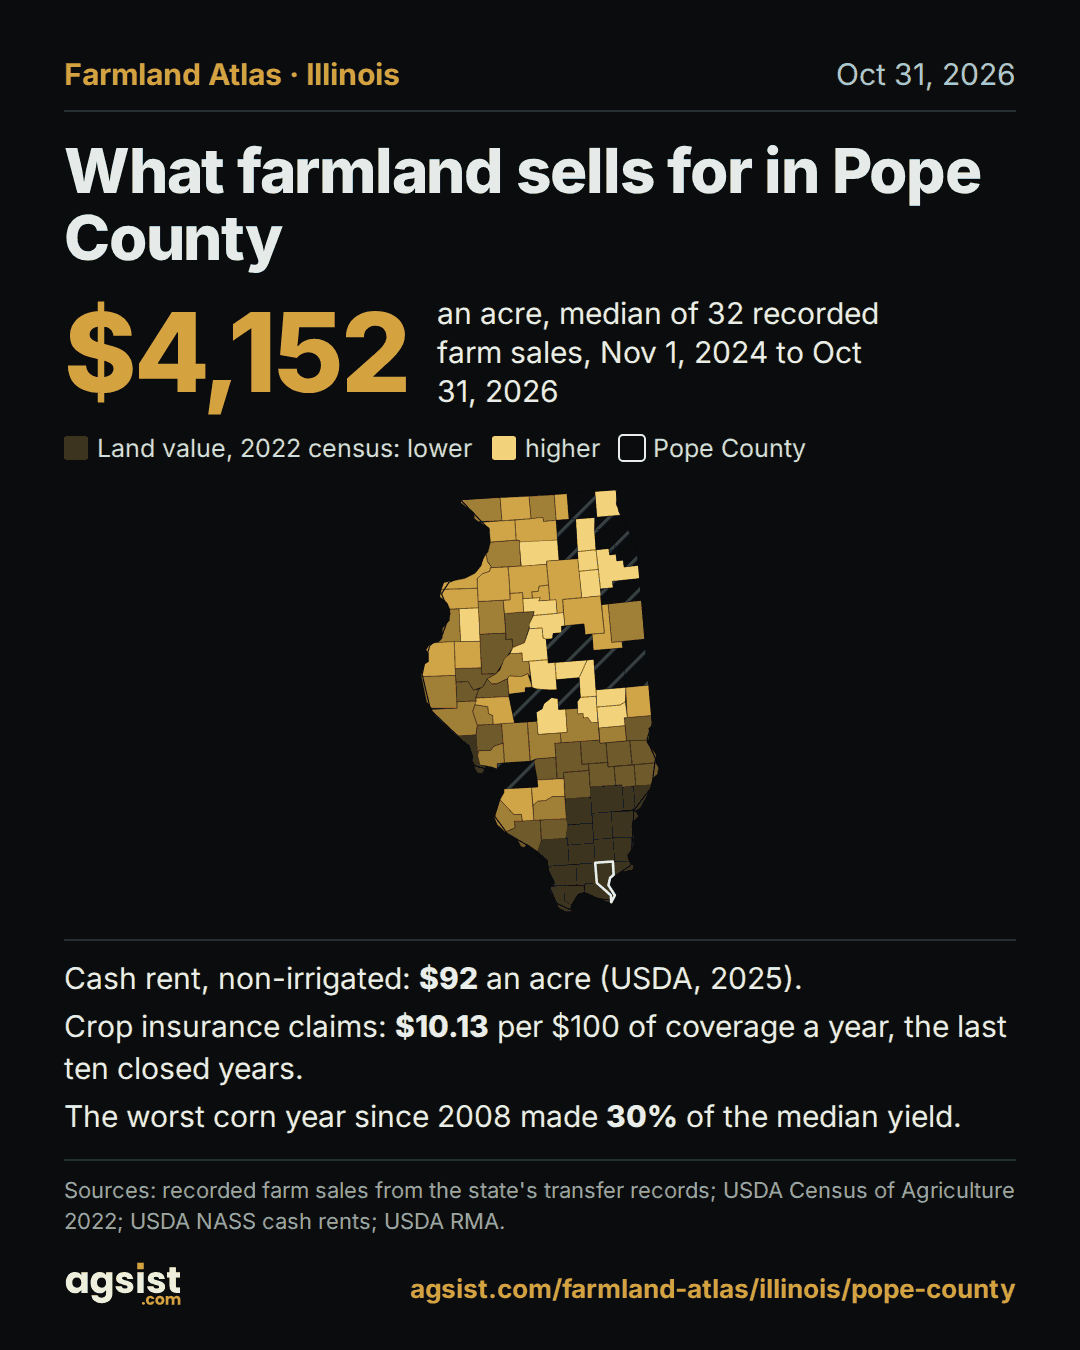 Farmland Atlas · Illinois
Oct 31, 2026
What farmland sells for in Pope
County
$4,152
an acre, median of 32 recorded
farm sales, Nov 1, 2024 to Oct
31, 2026
Land value, 2022 census: lower
higher
Pope County
Cash rent, non-irrigated: $92 an acre (USDA, 2025).
Crop insurance claims: $10.13 per $100 of coverage a year, the last
ten closed years.
The worst corn year since 2008 made 30% of the median yield.
Sources: recorded farm sales from the state's transfer records; USDA Census of Agriculture
2022; USDA NASS cash rents; USDA RMA.
agsist
.com
agsist.com/farmland-atlas/illinois/pope-county